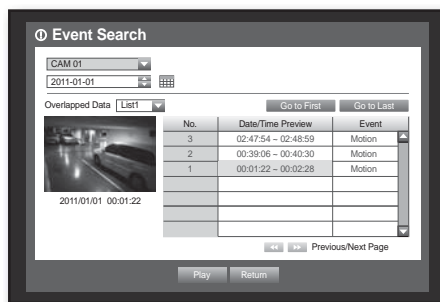 Event Search
CAM 01
2011-01-01
Overlapped Data List1 Go to First Go to Last
No. Date/Time Preview Event
3 02:47:54 ~ 02:48:59 Motion
2 00:39:06 ~ 00:40:30 Motion
1 00:01:22 ~ 00:02:28 Motion
2011/01/01 00:01:22
Previous/Next Page
Play Return